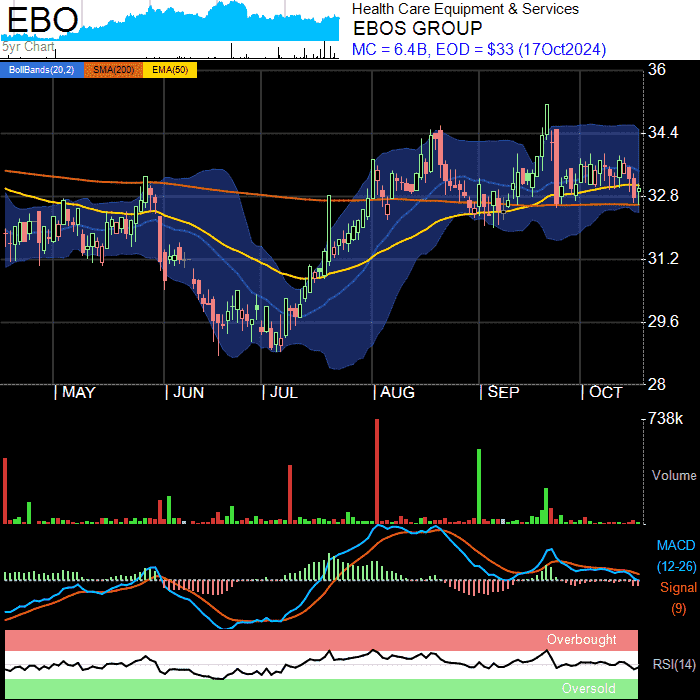 EBO
5yr Chart
Health Care Equipment & Services
EBOS GROUP
MC = 6.4B, EOD = $33 (17Oct2024)
BollBands(20,2) SMA(200) EMA(50)
36
34.4
32.8
31.2
29.6
28
MAY JUN JUL AUG SEP OCT
738k
Volume
MACD
(12-26)
Signal
(9)
Overbought
RSI(14)
Oversold